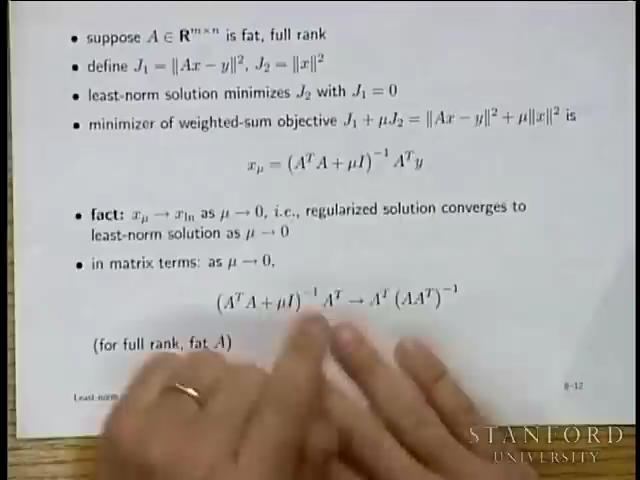 • suppose A ∈ R^{m×n} is fat, full rank
• define J₁ = ‖Ax − y‖², J₂ = ‖x‖²
• least-norm solution minimizes J₂ with J₁ = 0
• minimizer of weighted-sum objective J₁ + μJ₂ = ‖Ax − y‖² + μ‖x‖² is
x_μ = (AᵀA + μI)⁻¹ Aᵀy
• fact: x_μ → x_ln as μ → 0, i.e., regularized solution converges to
least-norm solution as μ → 0
• in matrix terms: as μ → 0,
(AᵀA + μI)⁻¹ Aᵀ → Aᵀ (AAᵀ)⁻¹
(for full rank, fat A)
Least-norm
8–12
STANFORD
UNIVERSITY